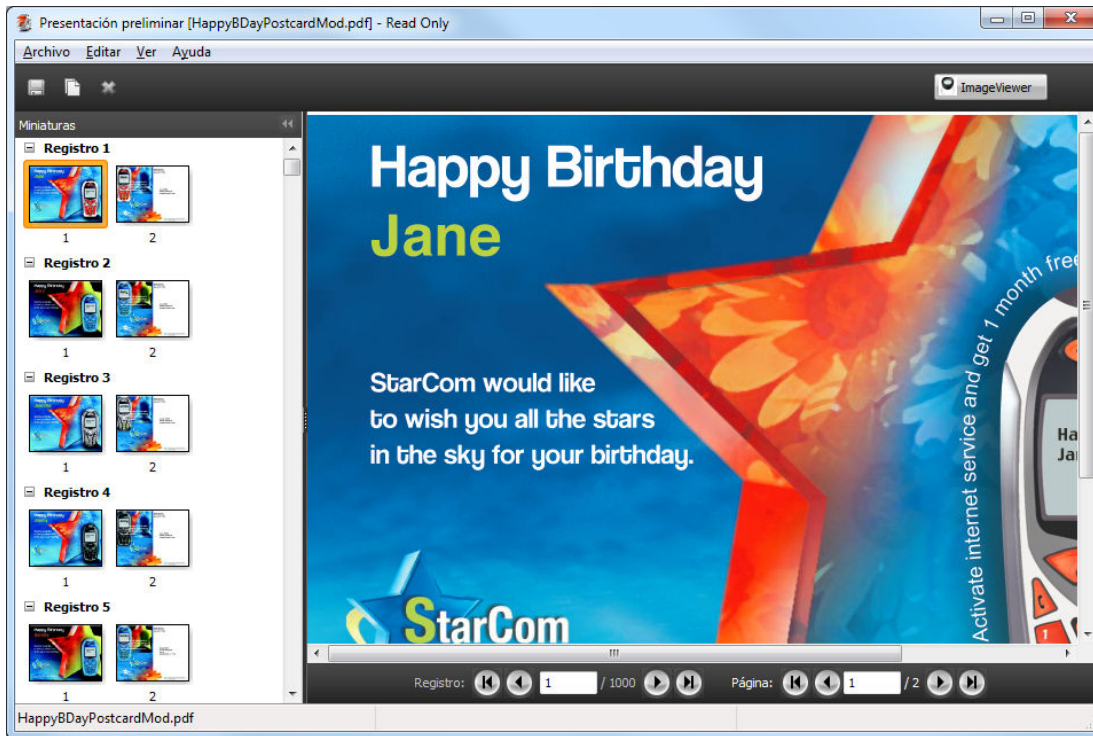 Presentación preliminar [HappyBDayPostcardMod.pdf] - Read Only
Archivo Editar Ver Ayuda
ImageViewer
Miniaturas
Registro 1
1 2
Registro 2
1 2
Registro 3
1 2
Registro 4
1 2
Registro 5
1 2
Happy Birthday
Jane
StarCom would like
to wish you all the stars
in the sky for your birthday.
StarCom
Activate internet service and get 1 month free
Ha
Jan
1
Registro: 1 / 1000 Página: 1 / 2
HappyBDayPostcardMod.pdf